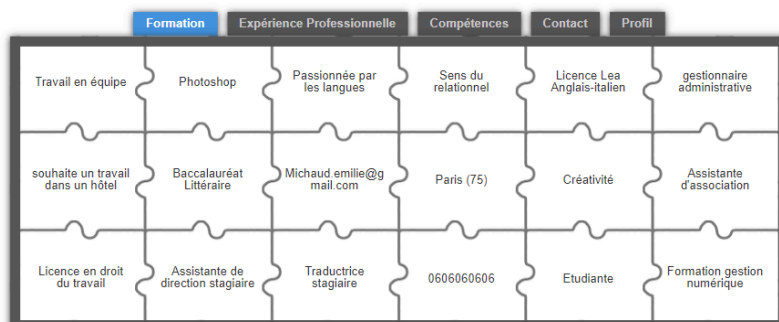 Formation Expérience Professionnelle Compétences Contact Profil
Travail en équipe
Photoshop
Passionnée par
les langues
Sens du
relationnel
Licence Lea
Anglais-italien
gestionnaire
administrative
souhaite un travail
dans un hôtel
Baccalauréat
Littéraire
Michaud.emilie@g
mail.com
Paris (75)
Créativité
Assistante
d'association
Licence en droit
du travail
Assistante de
direction stagiaire
Traductrice
stagiaire
0606060606
Etudiante
Formation gestion
numérique